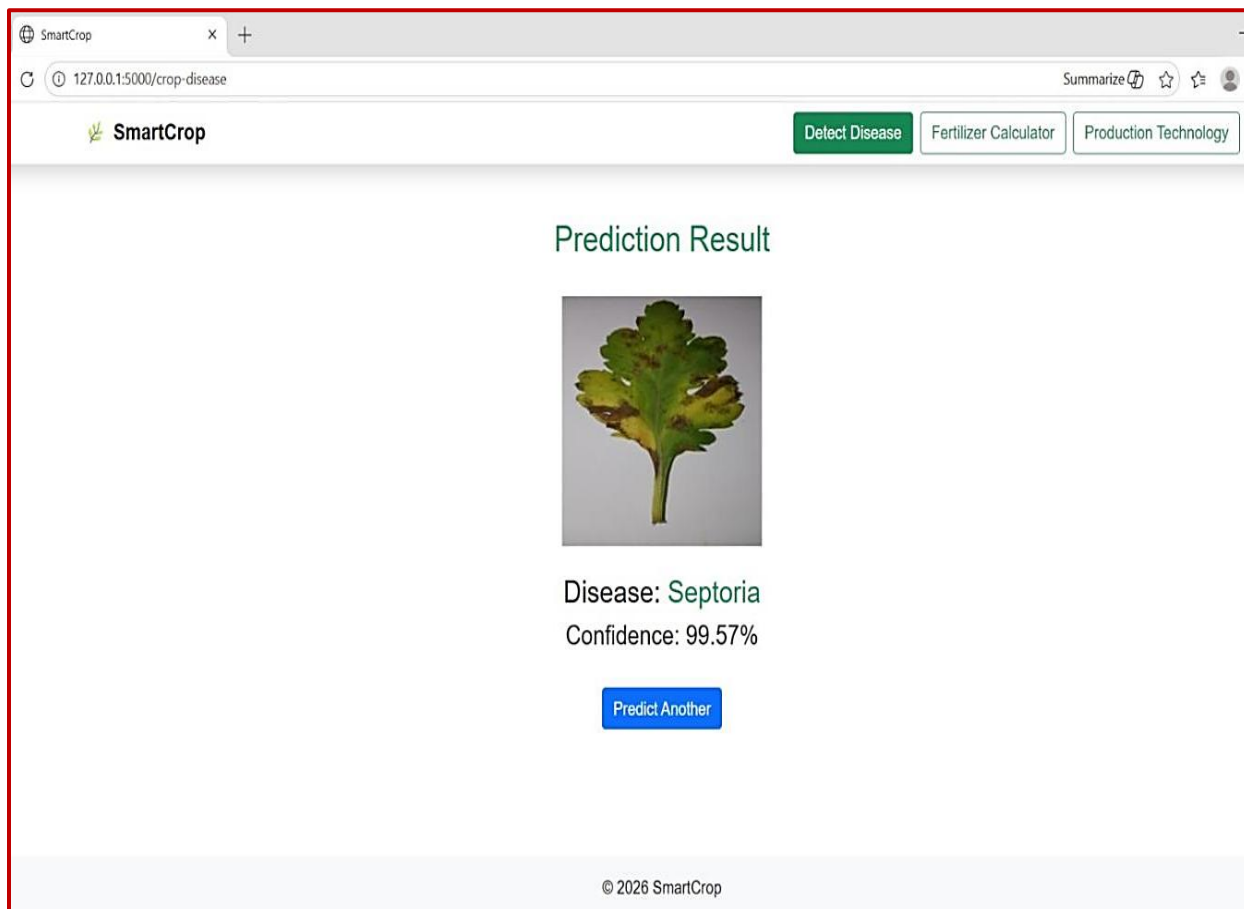 SmartCrop
127.0.0.1:5000/crop-disease
Summarize
SmartCrop
Detect Disease
Fertilizer Calculator
Production Technology
Prediction Result
Disease: Septoria
Confidence: 99.57%
Predict Another
© 2026 SmartCrop